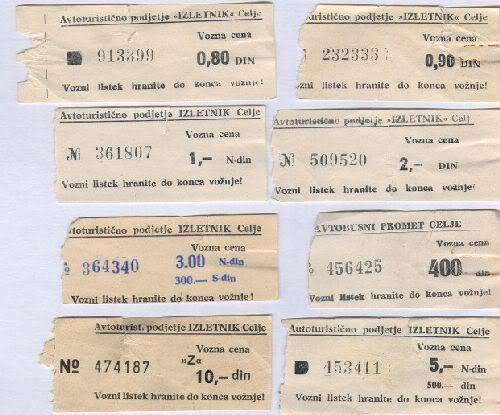 Avtoturistično podjetje »IZLETNIK« Celje
Vozna cena
913399 0,80 DIN
Vozni listek hranite do konca vožnje!
Avtoturistično podjetje »IZLETNIK« Celje
Vozna cena
232333 0,90 DIN
Vozni listek hranite do konca vožnje!
Avtoturistično podjetje IZLETNIK Celje
Vozna cena
№ 361807 1,— N-din
Vozni listek hranite do konca vožnje!
Avtoturistično podjetje »IZLETNIK« Celj
Vozna cena
№ 509520 2,— DIN
Vozni listek hranite do konca vožnje!
vtoturistično podjetje IZLETNIK Celje
Vozna cena
364340 3.00 N-din
300.— S-din
Vozni listek hranite do konca vožnje!
AVTOBUSNI PROMET CELJE
Vozna cena
456425 400 din
Vozni listek hranite do konca vožnje!
Avtoturist. podjetje IZLETNIK Celje
Vozna cena
№ 474187 »Z«
10,— din
Vozni listek hranite do konca vožnje!
Avtoturistično podjetje IZLETNIK Celje
Vozna cena
453411 5,— N-din
500.— din
Vozni listek hranite do konca vožnje!